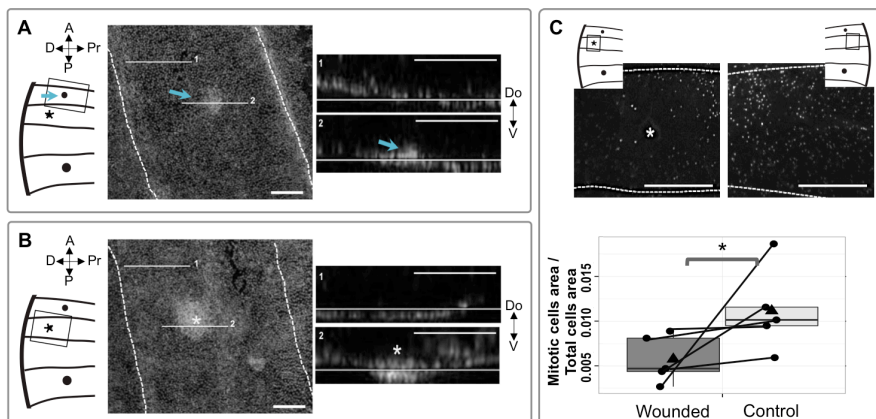 A
A
D Pr
P
1
2
1
2
Do
V
B
A
D Pr
P
*
1
* 2
1
2
*
Do
V
C
*
*
Mitotic cells area /
Total cells area
0.015
0.010
0.005
*
Wounded Control